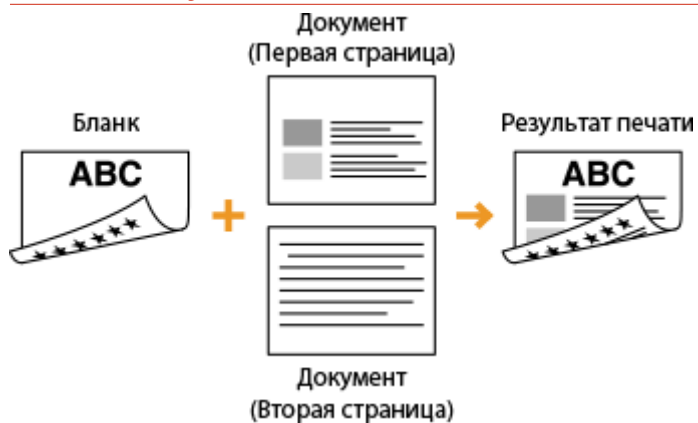 Документ
(Первая страница)
Бланк
ABC
Результат печати
ABC
Документ
(Вторая страница)